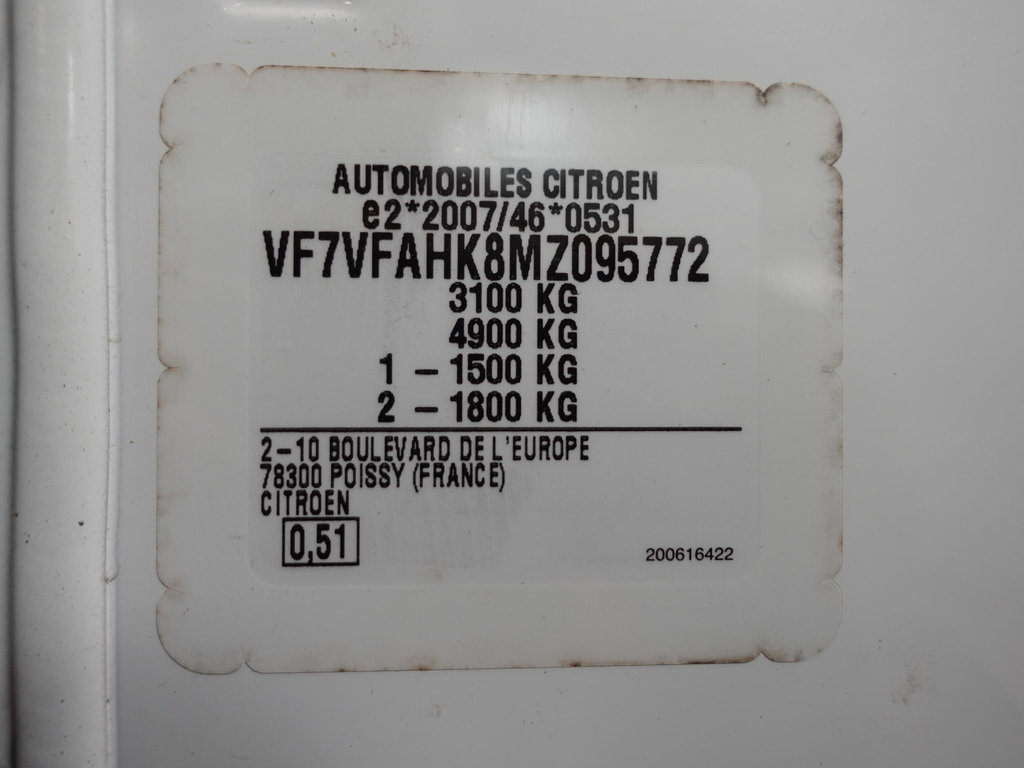 AUTOMOBILES CITROEN
e2*2007/46*0531
VF7VFAHK8MZ095772
3100 KG
4900 KG
1 – 1500 KG
2 – 1800 KG
2–10 BOULEVARD DE L'EUROPE
78300 POISSY (FRANCE)
CITROEN
0,51
200616422